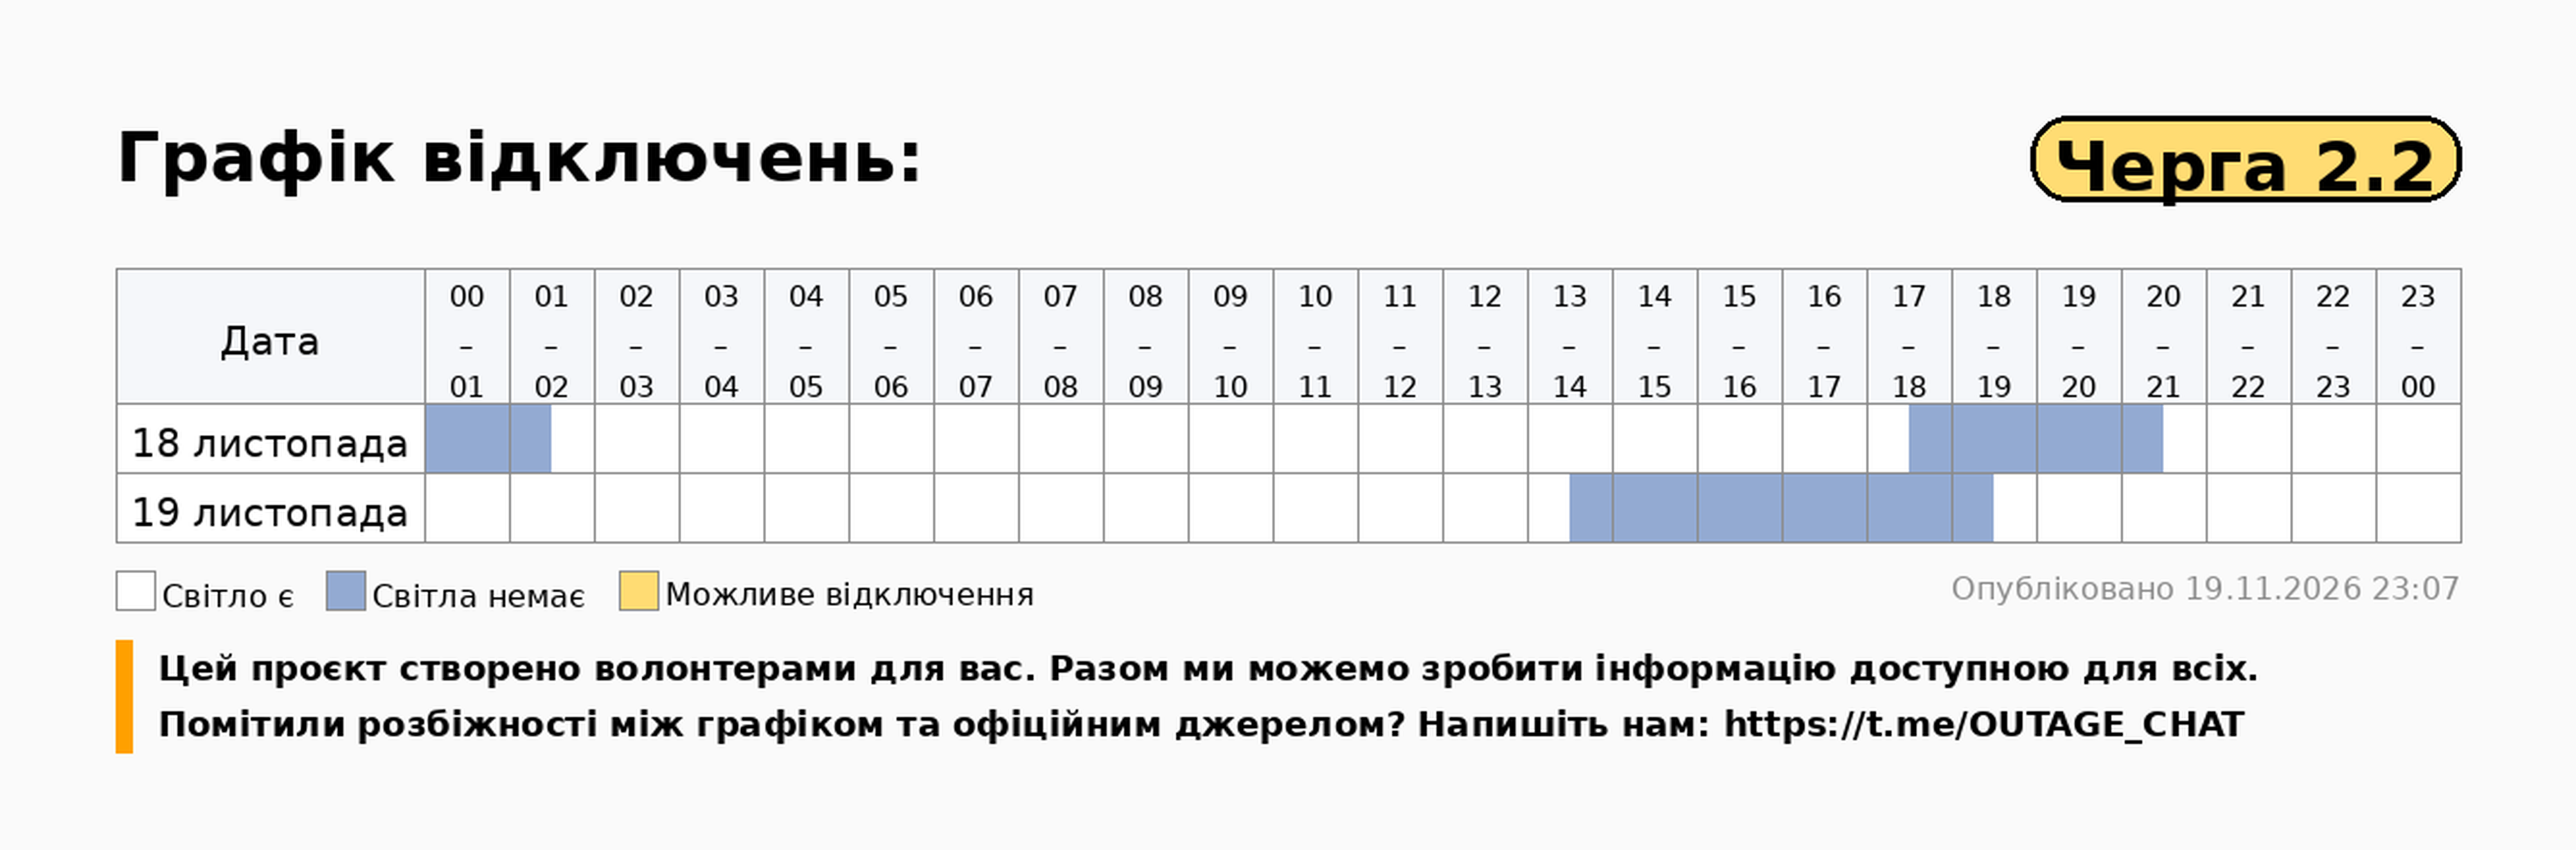 Графік відключень:
Черга 2.2
Дата 00 – 01 01 – 02 02 – 03 03 – 04 04 – 05 05 – 06 06 – 07 07 – 08 08 – 09 09 – 10 10 – 11 11 – 12 12 – 13 13 – 14 14 – 15 15 – 16 16 – 17 17 – 18 18 – 19 19 – 20 20 – 21 21 – 22 22 – 23 23 – 00
18 листопада
19 листопада
Світло є Світла немає Можливе відключення
Опубліковано 19.11.2026 23:07
Цей проєкт створено волонтерами для вас. Разом ми можемо зробити інформацію доступною для всіх.
Помітили розбіжності між графіком та офіційним джерелом? Напишіть нам: https://t.me/OUTAGE_CHAT